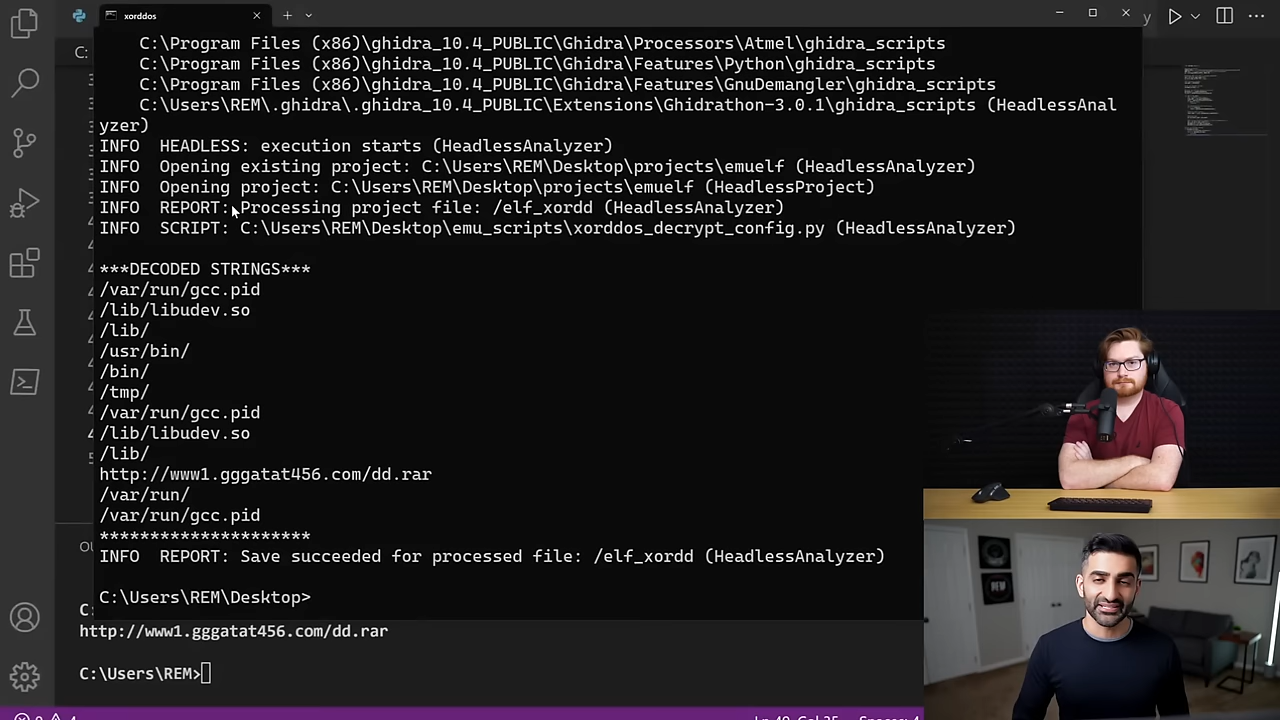 xorddos
y
C:
C:\Program Files (x86)\ghidra_10.4_PUBLIC\Ghidra\Processors\Atmel\ghidra_scripts
C:\Program Files (x86)\ghidra_10.4_PUBLIC\Ghidra\Features\Python\ghidra_scripts
C:\Program Files (x86)\ghidra_10.4_PUBLIC\Ghidra\Features\GnuDemangler\ghidra_scripts
C:\Users\REM\.ghidra\.ghidra_10.4_PUBLIC\Extensions\Ghidrathon-3.0.1\ghidra_scripts (HeadlessAnal
yzer)
INFO  HEADLESS: execution starts (HeadlessAnalyzer)
INFO  Opening existing project: C:\Users\REM\Desktop\projects\emuelf (HeadlessAnalyzer)
INFO  Opening project: C:\Users\REM\Desktop\projects\emuelf (HeadlessProject)
INFO  REPORT: Processing project file: /elf_xordd (HeadlessAnalyzer)
INFO  SCRIPT: C:\Users\REM\Desktop\emu_scripts\xorddos_decrypt_config.py (HeadlessAnalyzer)
***DECODED STRINGS***
/var/run/gcc.pid
/lib/libudev.so
/lib/
/usr/bin/
/bin/
/tmp/
/var/run/gcc.pid
/lib/libudev.so
/lib/
http://www1.gggatat456.com/dd.rar
/var/run/
/var/run/gcc.pid
*********************
INFO  REPORT: Save succeeded for processed file: /elf_xordd (HeadlessAnalyzer)
C:\Users\REM\Desktop>
C:
http://www1.gggatat456.com/dd.rar
C:\Users\REM>